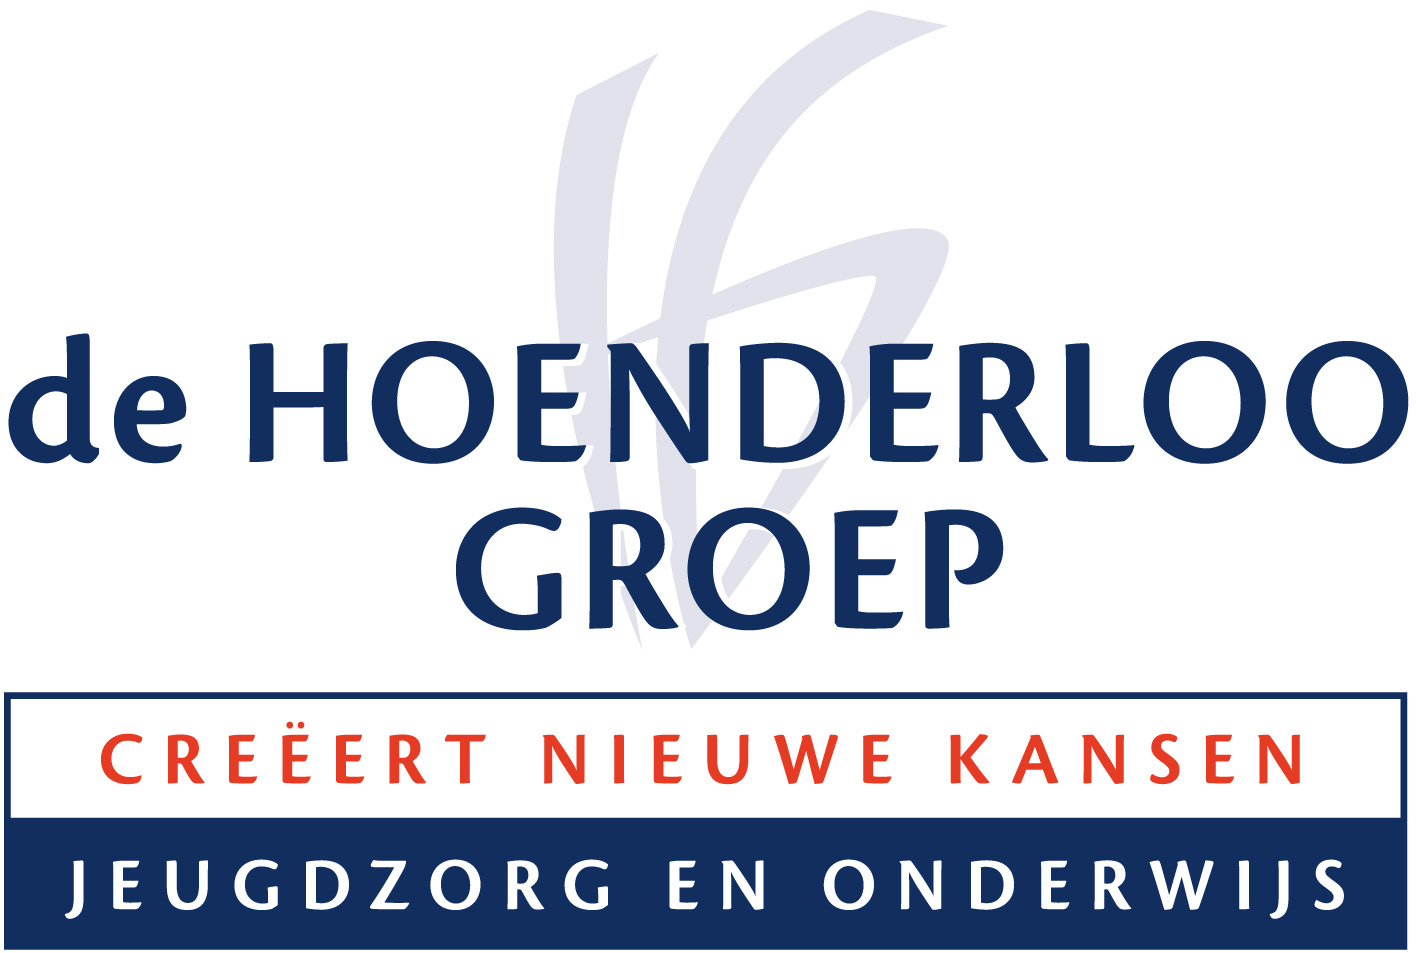 de HOENDERLOO
GROEP
CREËERT NIEUWE KANSEN
JEUGDZORG EN ONDERWIJS